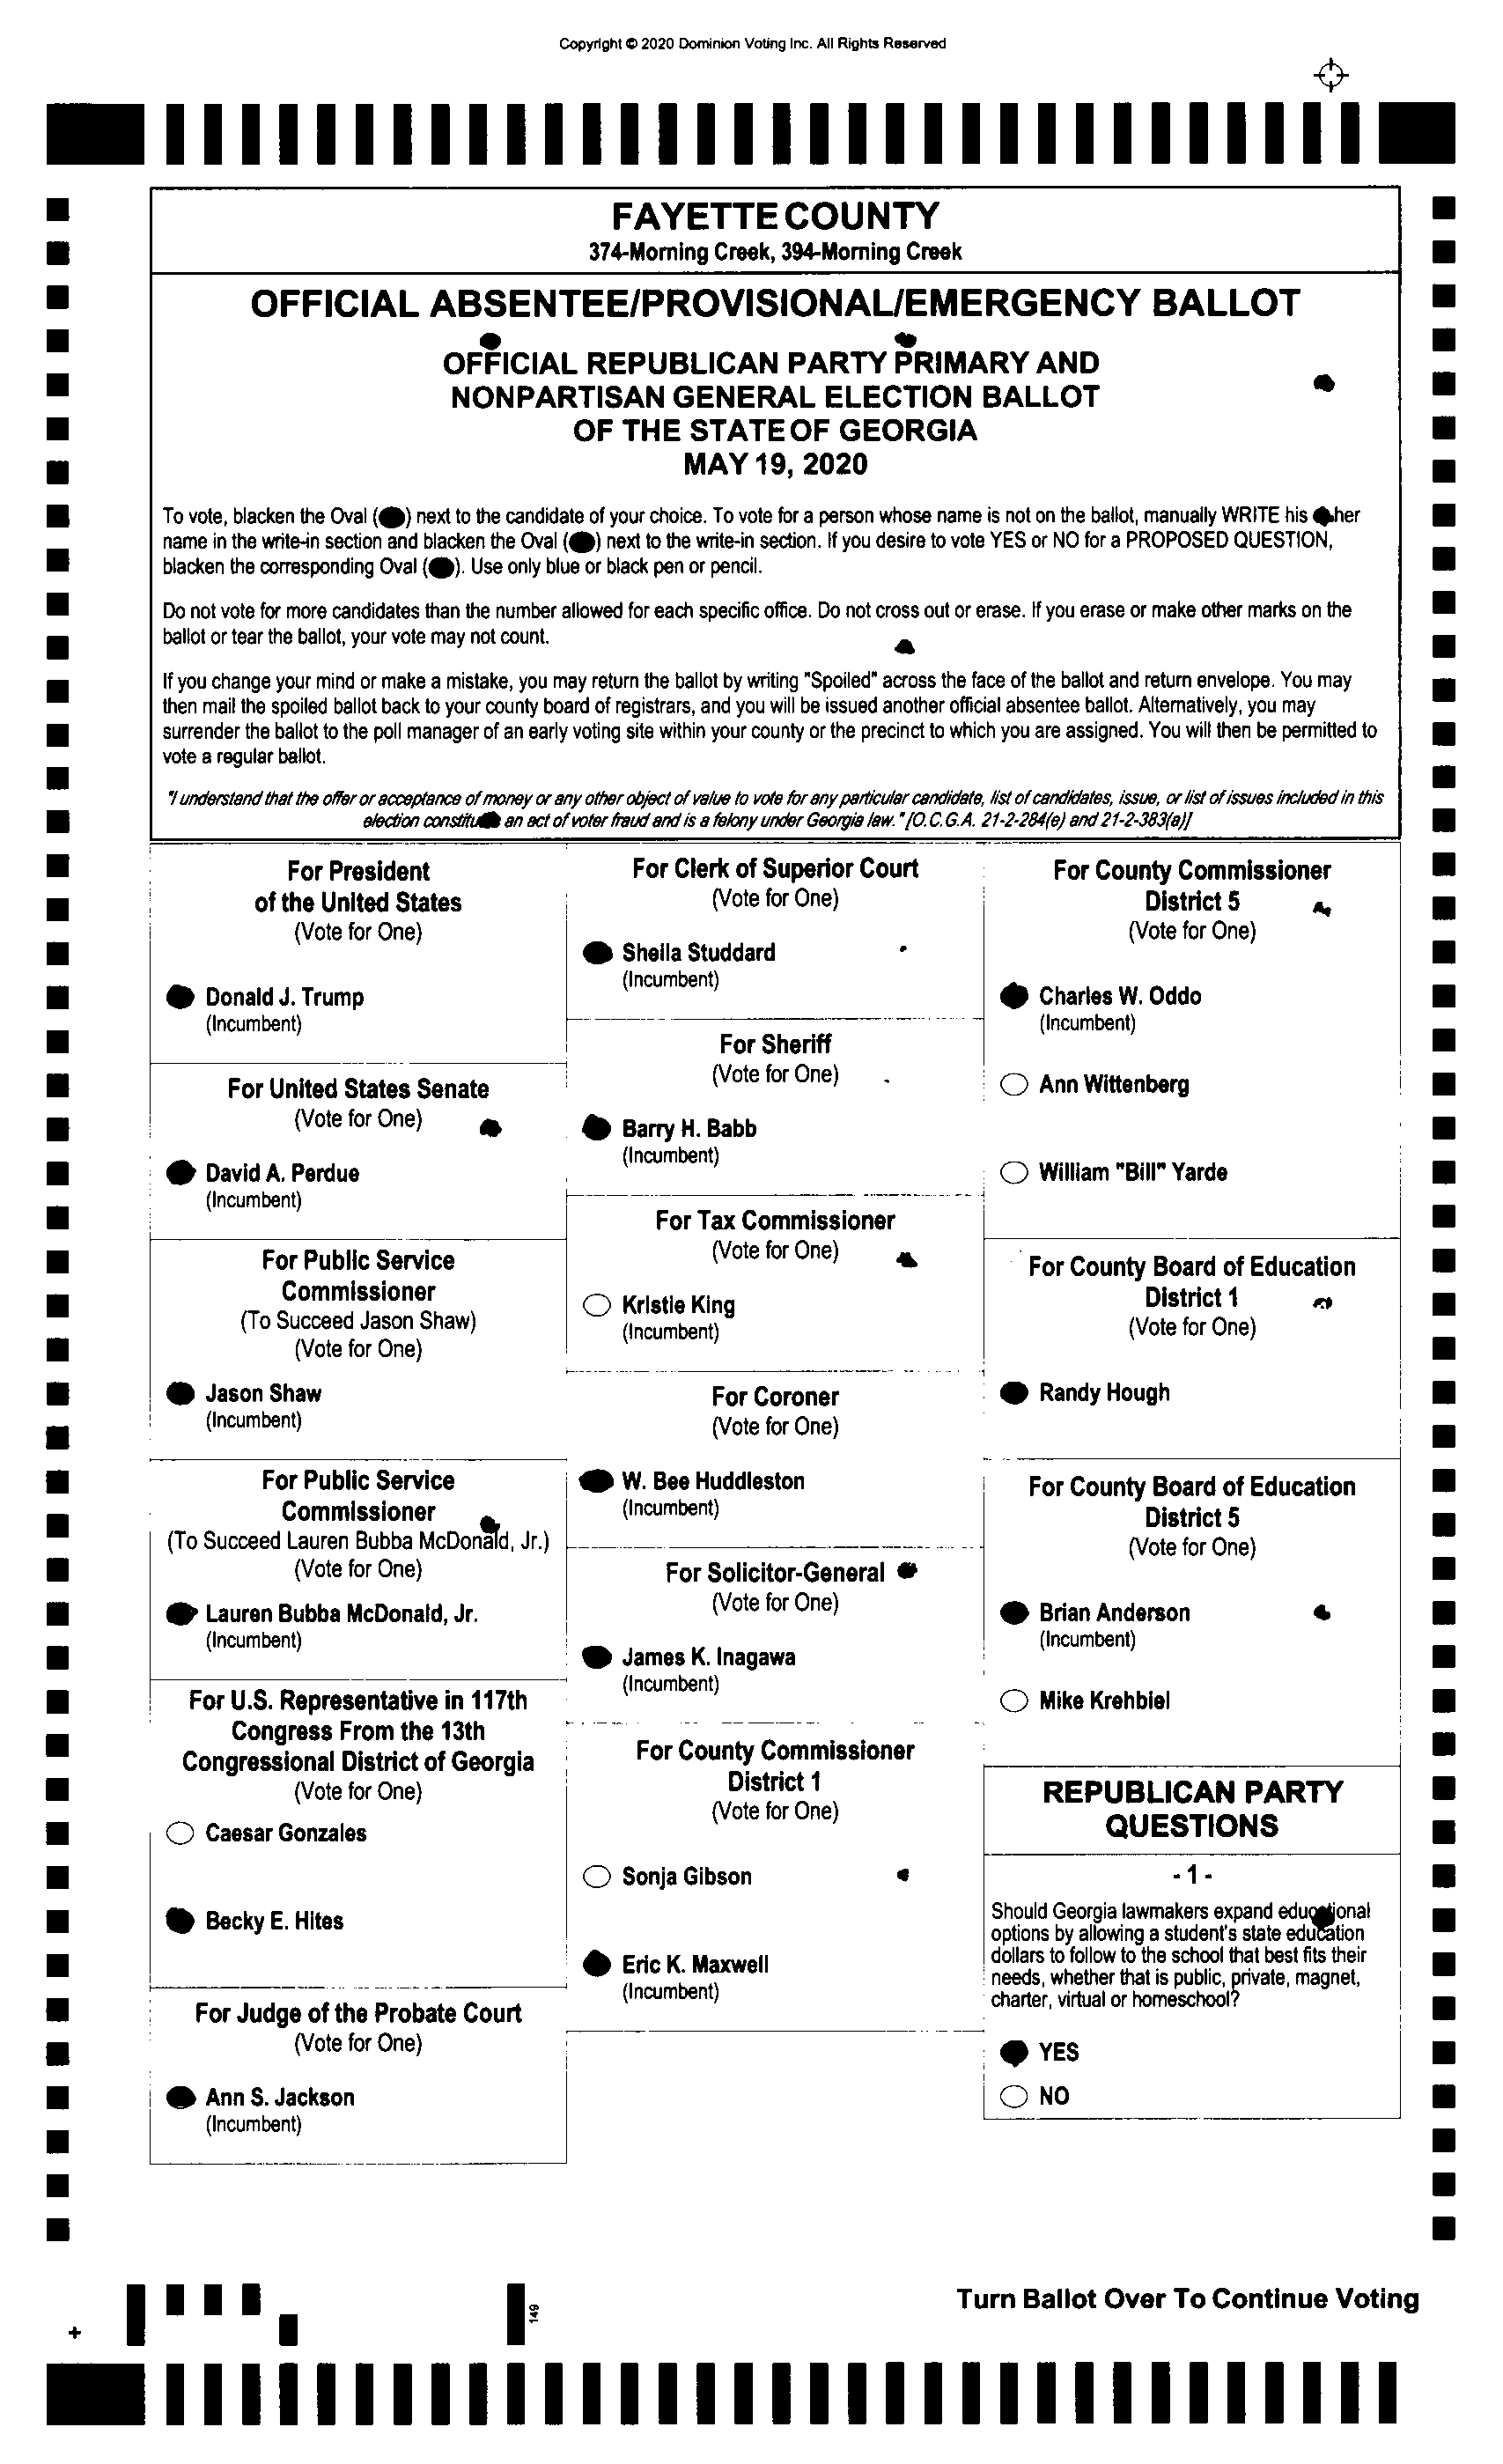 Copyright © 2020 Dominion Voting Inc. All Rights Reserved
FAYETTE COUNTY
374-Morning Creek, 394-Morning Creek
OFFICIAL ABSENTEE/PROVISIONAL/EMERGENCY BALLOT
OFFICIAL REPUBLICAN PARTY PRIMARY AND
NONPARTISAN GENERAL ELECTION BALLOT
OF THE STATE OF GEORGIA
MAY 19, 2020
To vote, blacken the Oval ( ) next to the candidate of your choice. To vote for a person whose name is not on the ballot, manually WRITE his her
name in the write-in section and blacken the Oval ( ) next to the write-in section. If you desire to vote YES or NO for a PROPOSED QUESTION,
blacken the corresponding Oval ( ). Use only blue or black pen or pencil.
Do not vote for more candidates than the number allowed for each specific office. Do not cross out or erase. If you erase or make other marks on the
ballot or tear the ballot, your vote may not count.
If you change your mind or make a mistake, you may return the ballot by writing "Spoiled" across the face of the ballot and return envelope. You may
then mail the spoiled ballot back to your county board of registrars, and you will be issued another official absentee ballot. Alternatively, you may
surrender the ballot to the poll manager of an early voting site within your county or the precinct to which you are assigned. You will then be permitted to
vote a regular ballot.
"I understand that the offer or acceptance of money or any other object of value to vote for any particular candidate, list of candidates, issue, or list of issues included in this
election constitutes an act of voter fraud and is a felony under Georgia law." [O.C.G.A. 21-2-284(e) and 21-2-383(a)]
For President
of the United States
(Vote for One)
Donald J. Trump
(Incumbent)
For United States Senate
(Vote for One)
David A. Perdue
(Incumbent)
For Public Service
Commissioner
(To Succeed Jason Shaw)
(Vote for One)
Jason Shaw
(Incumbent)
For Public Service
Commissioner
(To Succeed Lauren Bubba McDonald, Jr.)
(Vote for One)
Lauren Bubba McDonald, Jr.
(Incumbent)
For U.S. Representative in 117th
Congress From the 13th
Congressional District of Georgia
(Vote for One)
Caesar Gonzales
Becky E. Hites
For Judge of the Probate Court
(Vote for One)
Ann S. Jackson
(Incumbent)
For Clerk of Superior Court
(Vote for One)
Sheila Studdard
(Incumbent)
For Sheriff
(Vote for One)
Barry H. Babb
(Incumbent)
For Tax Commissioner
(Vote for One)
Kristie King
(Incumbent)
For Coroner
(Vote for One)
W. Bee Huddleston
(Incumbent)
For Solicitor-General
(Vote for One)
James K. Inagawa
(Incumbent)
For County Commissioner
District 1
(Vote for One)
Sonja Gibson
Eric K. Maxwell
(Incumbent)
For County Commissioner
District 5
(Vote for One)
Charles W. Oddo
(Incumbent)
Ann Wittenberg
William "Bill" Yarde
For County Board of Education
District 1
(Vote for One)
Randy Hough
For County Board of Education
District 5
(Vote for One)
Brian Anderson
(Incumbent)
Mike Krehbiel
REPUBLICAN PARTY
QUESTIONS
- 1 -
Should Georgia lawmakers expand educational
options by allowing a student's state education
dollars to follow to the school that best fits their
needs, whether that is public, private, magnet,
charter, virtual or homeschool?
YES
NO
149
Turn Ballot Over To Continue Voting